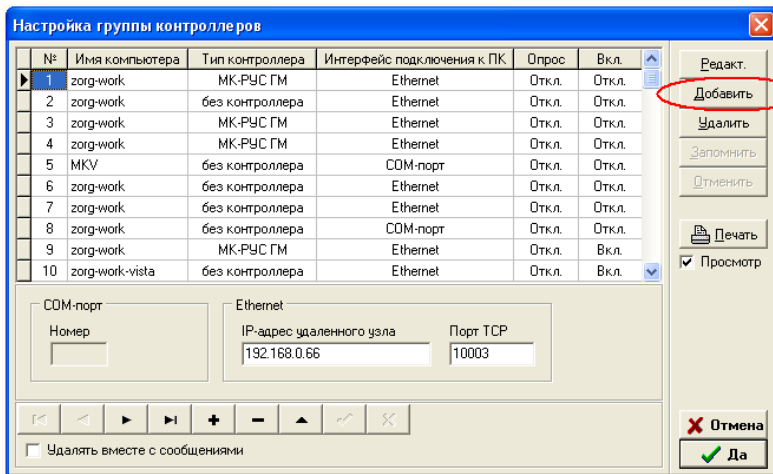 Настройка группы контроллеров
№ Имя компьютера Тип контроллера Интерфейс подключения к ПК Опрос Вкл.
1 zorg-work МК-РУС ГМ Ethernet Откл. Откл.
2 zorg-work без контроллера Ethernet Откл. Откл.
3 zorg-work МК-РУС ГМ Ethernet Откл. Откл.
4 zorg-work МК-РУС ГМ Ethernet Откл. Откл.
5 MKV без контроллера COM-порт Откл. Откл.
6 zorg-work без контроллера Ethernet Откл. Откл.
7 zorg-work без контроллера Ethernet Откл. Откл.
8 zorg-work без контроллера COM-порт Откл. Откл.
9 zorg-work МК-РУС ГМ Ethernet Откл. Вкл.
10 zorg-work-vista без контроллера Ethernet Откл. Вкл.
Редакт.
Добавить
Удалить
Запомнить
Отменить
Печать
Просмотр
COM-порт
Номер
Ethernet
IP-адрес удаленного узла Порт TCP
192.168.0.66 10003
Удалять вместе с сообщениями
Отмена
Да